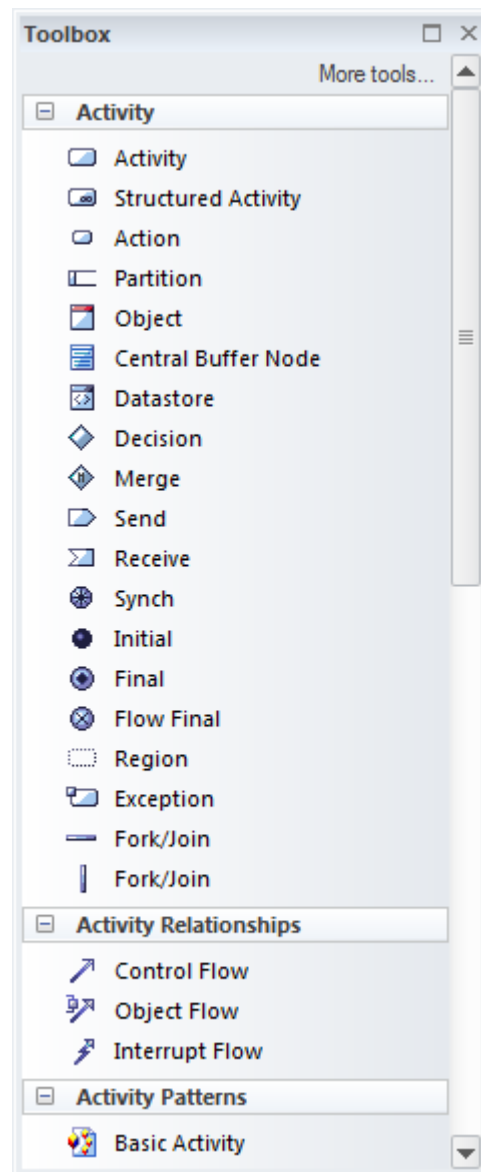 Toolbox
More tools...
Activity
Activity
Structured Activity
Action
Partition
Object
Central Buffer Node
Datastore
Decision
Merge
Send
Receive
Synch
Initial
Final
Flow Final
Region
Exception
Fork/Join
Fork/Join
Activity Relationships
Control Flow
Object Flow
Interrupt Flow
Activity Patterns
Basic Activity